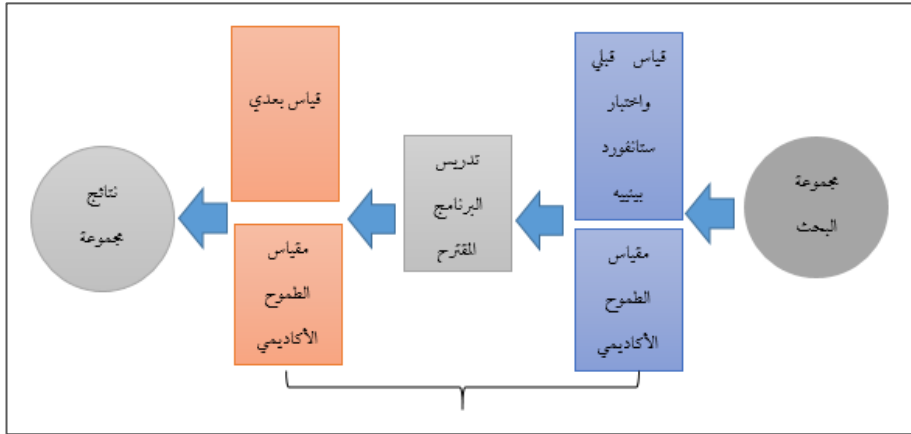 مجموعة
البحث
قياس قبلي
واختبار
ستانفورد
بينييه
مقياس
الطموح
الأكاديمي
تدريس
البرنامج
المقترح
قياس بعدي
مقياس
الطموح
الأكاديمي
نتائج
مجموعة